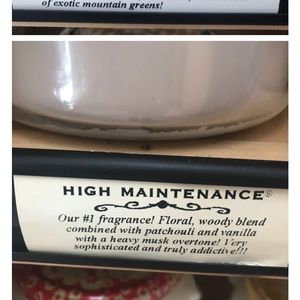 of exotic mountain greens!
HIGH MAINTENANCE®
Our #1 fragrance! Floral, woody blend
combined with patchouli and vanilla
with a heavy musk overtone! Very
sophisticated and truly addictive!!!